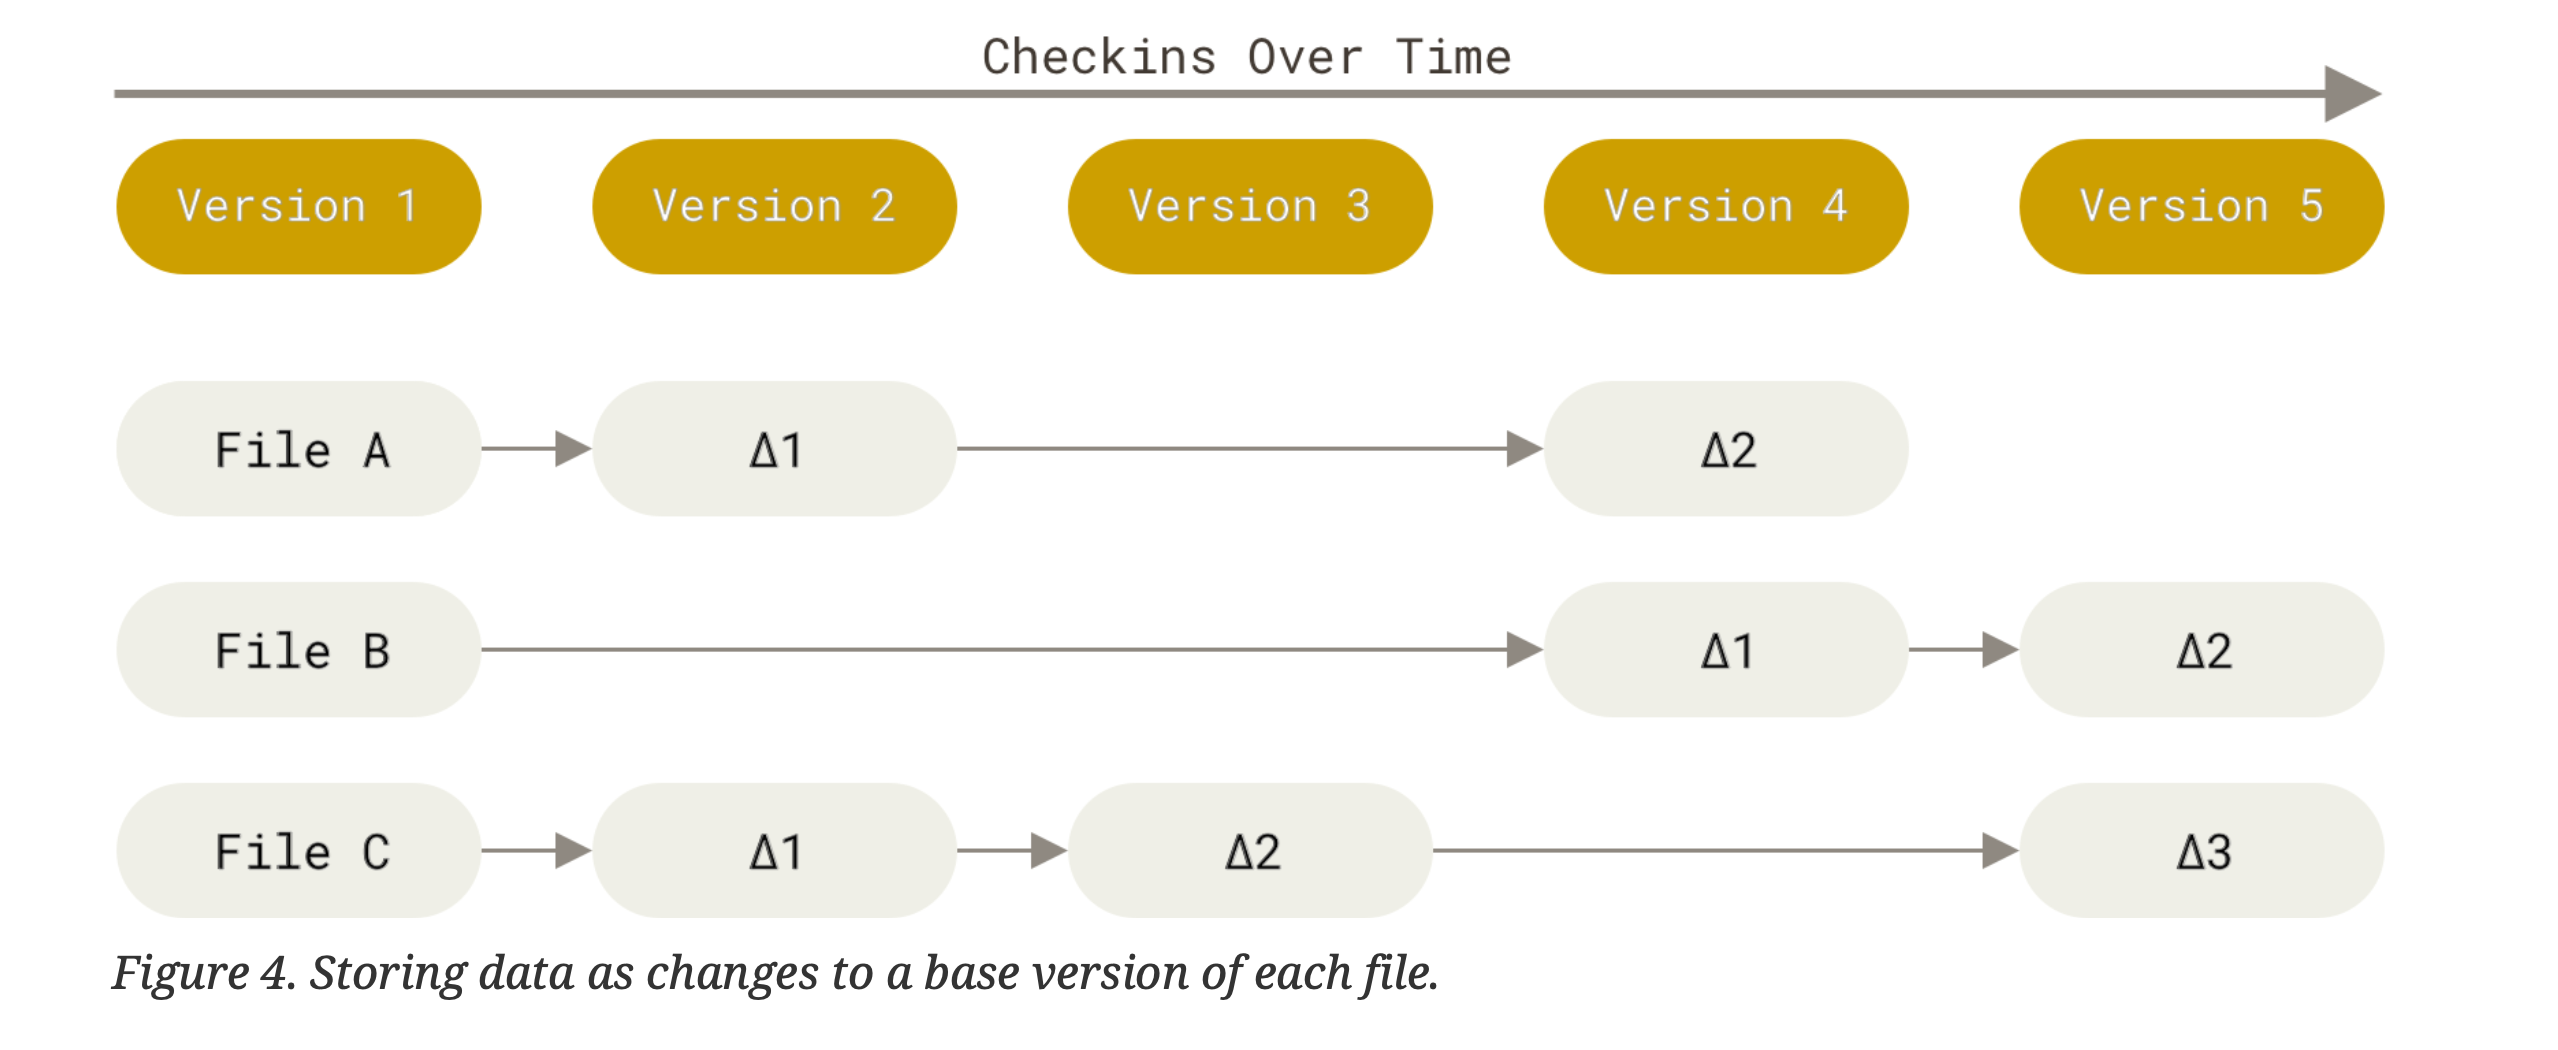 Checkins Over Time
Version 1 Version 2 Version 3 Version 4 Version 5
File A Δ1 Δ2
File B Δ1 Δ2
File C Δ1 Δ2 Δ3
Figure 4. Storing data as changes to a base version of each file.